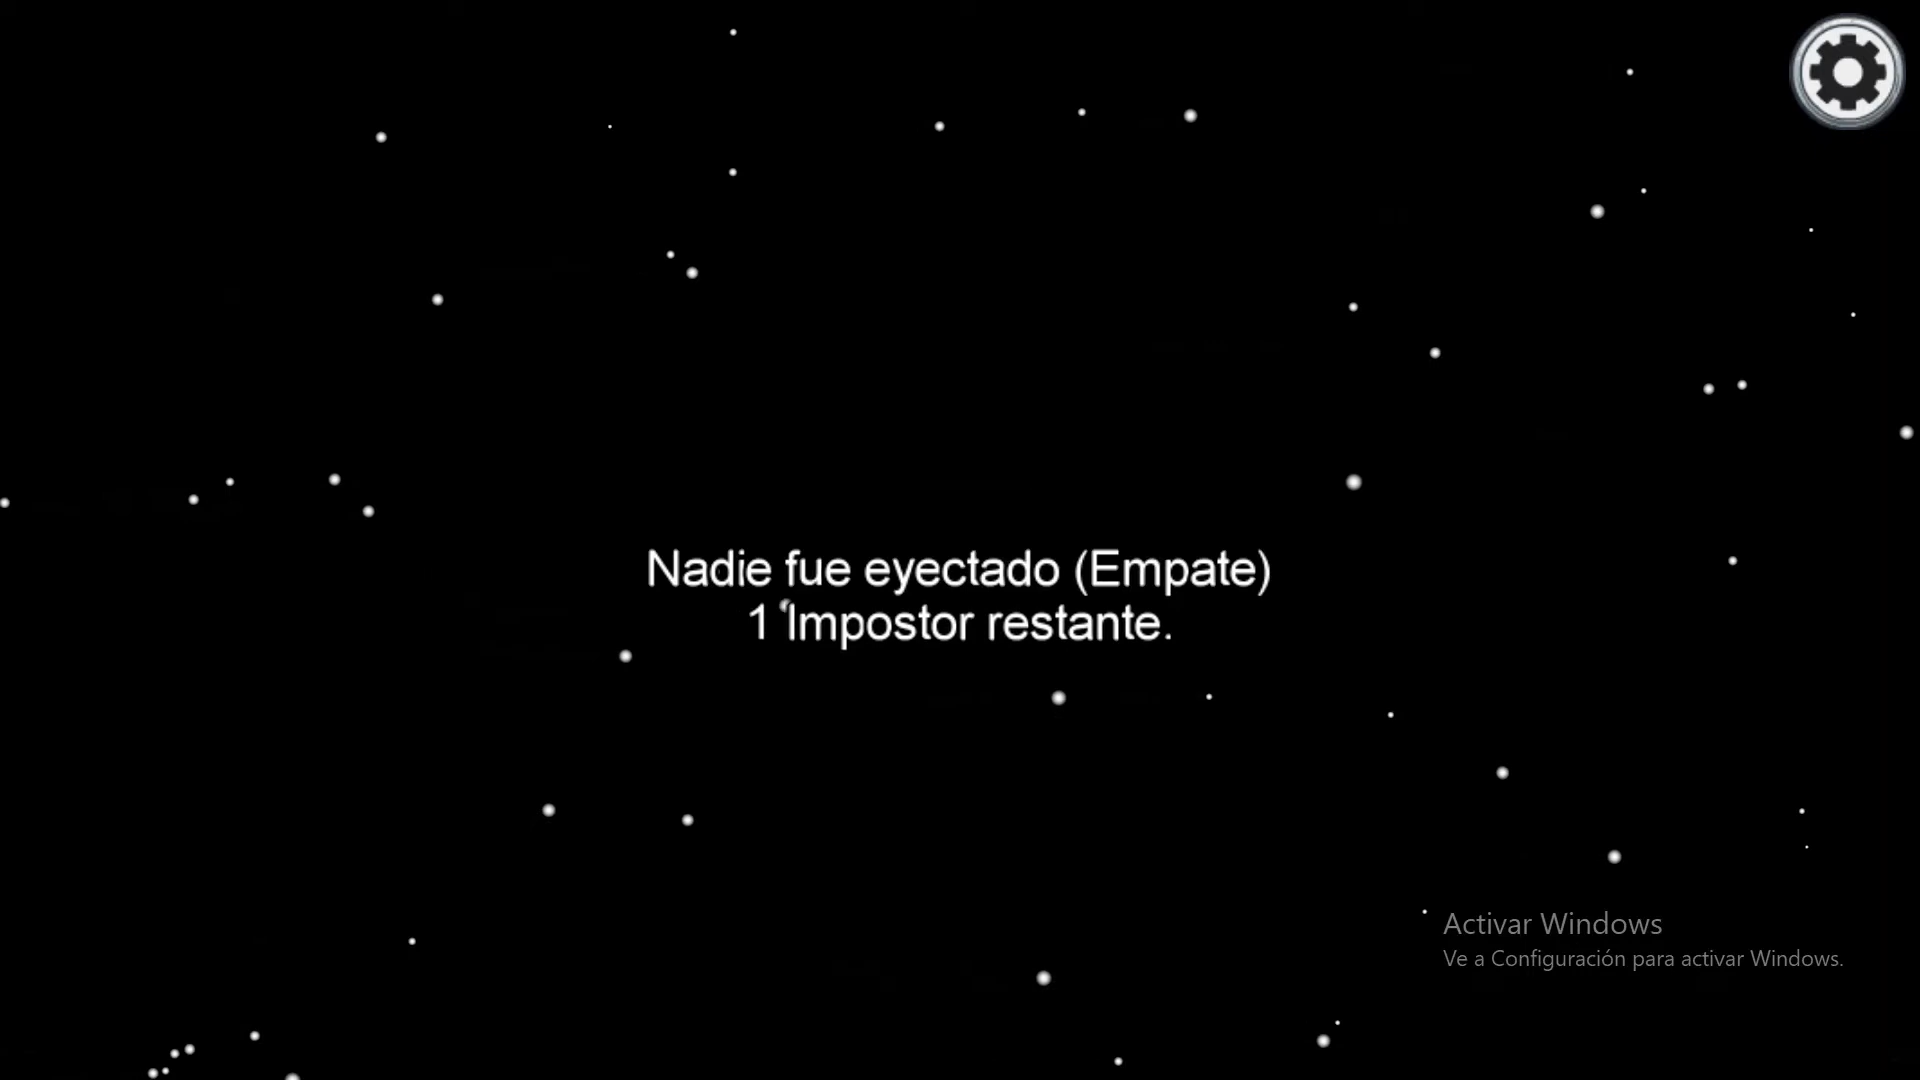 Nadie fue eyectado (Empate)
1 Impostor restante.
Activar Windows
Ve a Configuración para activar Windows.